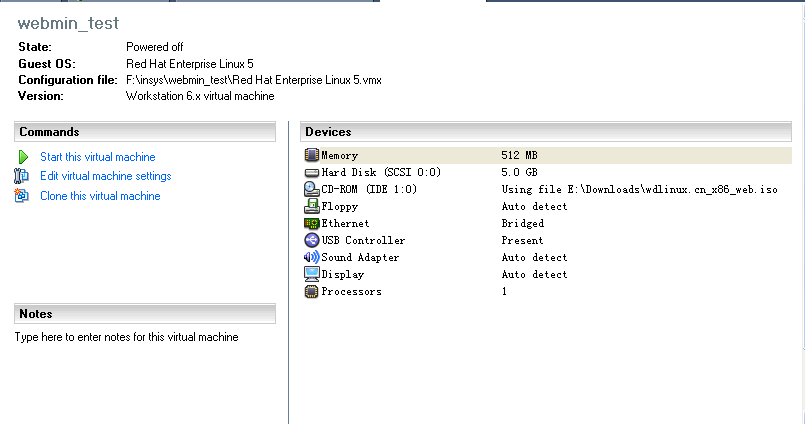 webmin_test
State: Powered off
Guest OS: Red Hat Enterprise Linux 5
Configuration file: F:\insys\webmin_test\Red Hat Enterprise Linux 5.vmx
Version: Workstation 6.x virtual machine
Commands
Start this virtual machine
Edit virtual machine settings
Clone this virtual machine
Notes
Type here to enter notes for this virtual machine
Devices
Memory 512 MB
Hard Disk (SCSI 0:0) 5.0 GB
CD-ROM (IDE 1:0) Using file E:\Downloads\wdlinux.cn_x86_web.iso
Floppy Auto detect
Ethernet Bridged
USB Controller Present
Sound Adapter Auto detect
Display Auto detect
Processors 1